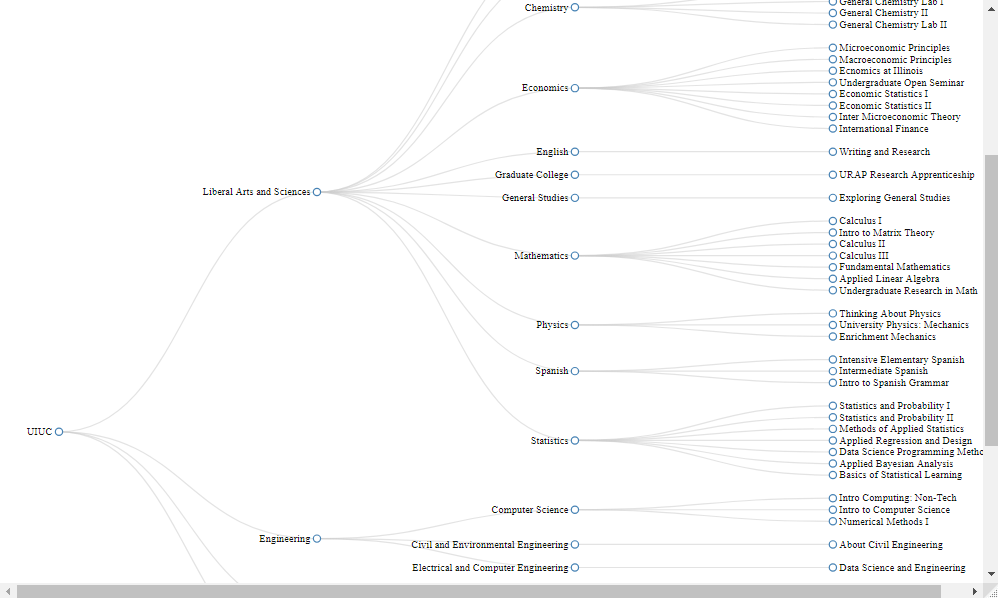 General Chemistry Lab I
Chemistry
General Chemistry II
General Chemistry Lab II
Microeconomic Principles
Macroeconomic Principles
Ecnomics at Illinois
Undergraduate Open Seminar
Economics
Economic Statistics I
Economic Statistics II
Inter Microeconomic Theory
International Finance
English
Writing and Research
Graduate College
URAP Research Apprenticeship
Liberal Arts and Sciences
General Studies
Exploring General Studies
Calculus I
Intro to Matrix Theory
Calculus II
Mathematics
Calculus III
Fundamental Mathematics
Applied Linear Algebra
Undergraduate Research in Math
Thinking About Physics
Physics
University Physics: Mechanics
Enrichment Mechanics
Intensive Elementary Spanish
Spanish
Intermediate Spanish
Intro to Spanish Grammar
Statistics and Probability I
Statistics and Probability II
UIUC
Methods of Applied Statistics
Statistics
Applied Regression and Design
Data Science Programming Metho
Applied Bayesian Analysis
Basics of Statistical Learning
Intro Computing: Non-Tech
Computer Science
Intro to Computer Science
Numerical Methods I
Engineering
Civil and Environmental Engineering
About Civil Engineering
Electrical and Computer Engineering
Data Science and Engineering